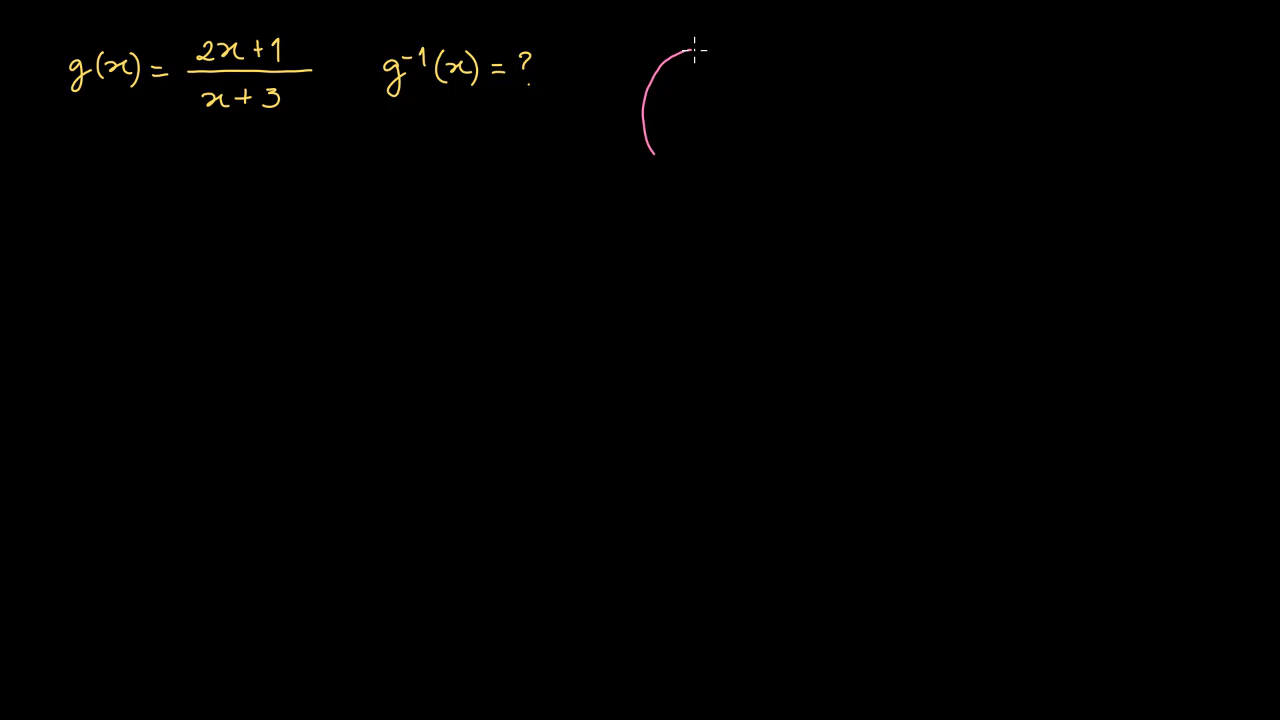 g(x) = (2x+1)/(x+3)    g⁻¹(x) = ?